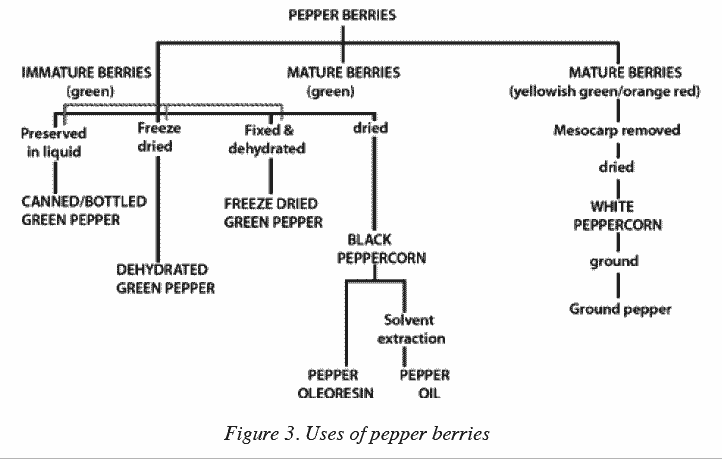 PEPPER BERRIES
IMMATURE BERRIES
(green)
MATURE BERRIES
(green)
MATURE BERRIES
(yellowish green/orange red)
Preserved
in liquid
Freeze
dried
Fixed &
dehydrated
dried
Mesocarp removed
dried
CANNED/BOTTLED
GREEN PEPPER
FREEZE DRIED
GREEN PEPPER
WHITE
PEPPERCORN
BLACK
PEPPERCORN
DEHYDRATED
GREEN PEPPER
ground
Ground pepper
Solvent
extraction
PEPPER
OLEORESIN
PEPPER
OIL
Figure 3. Uses of pepper berries